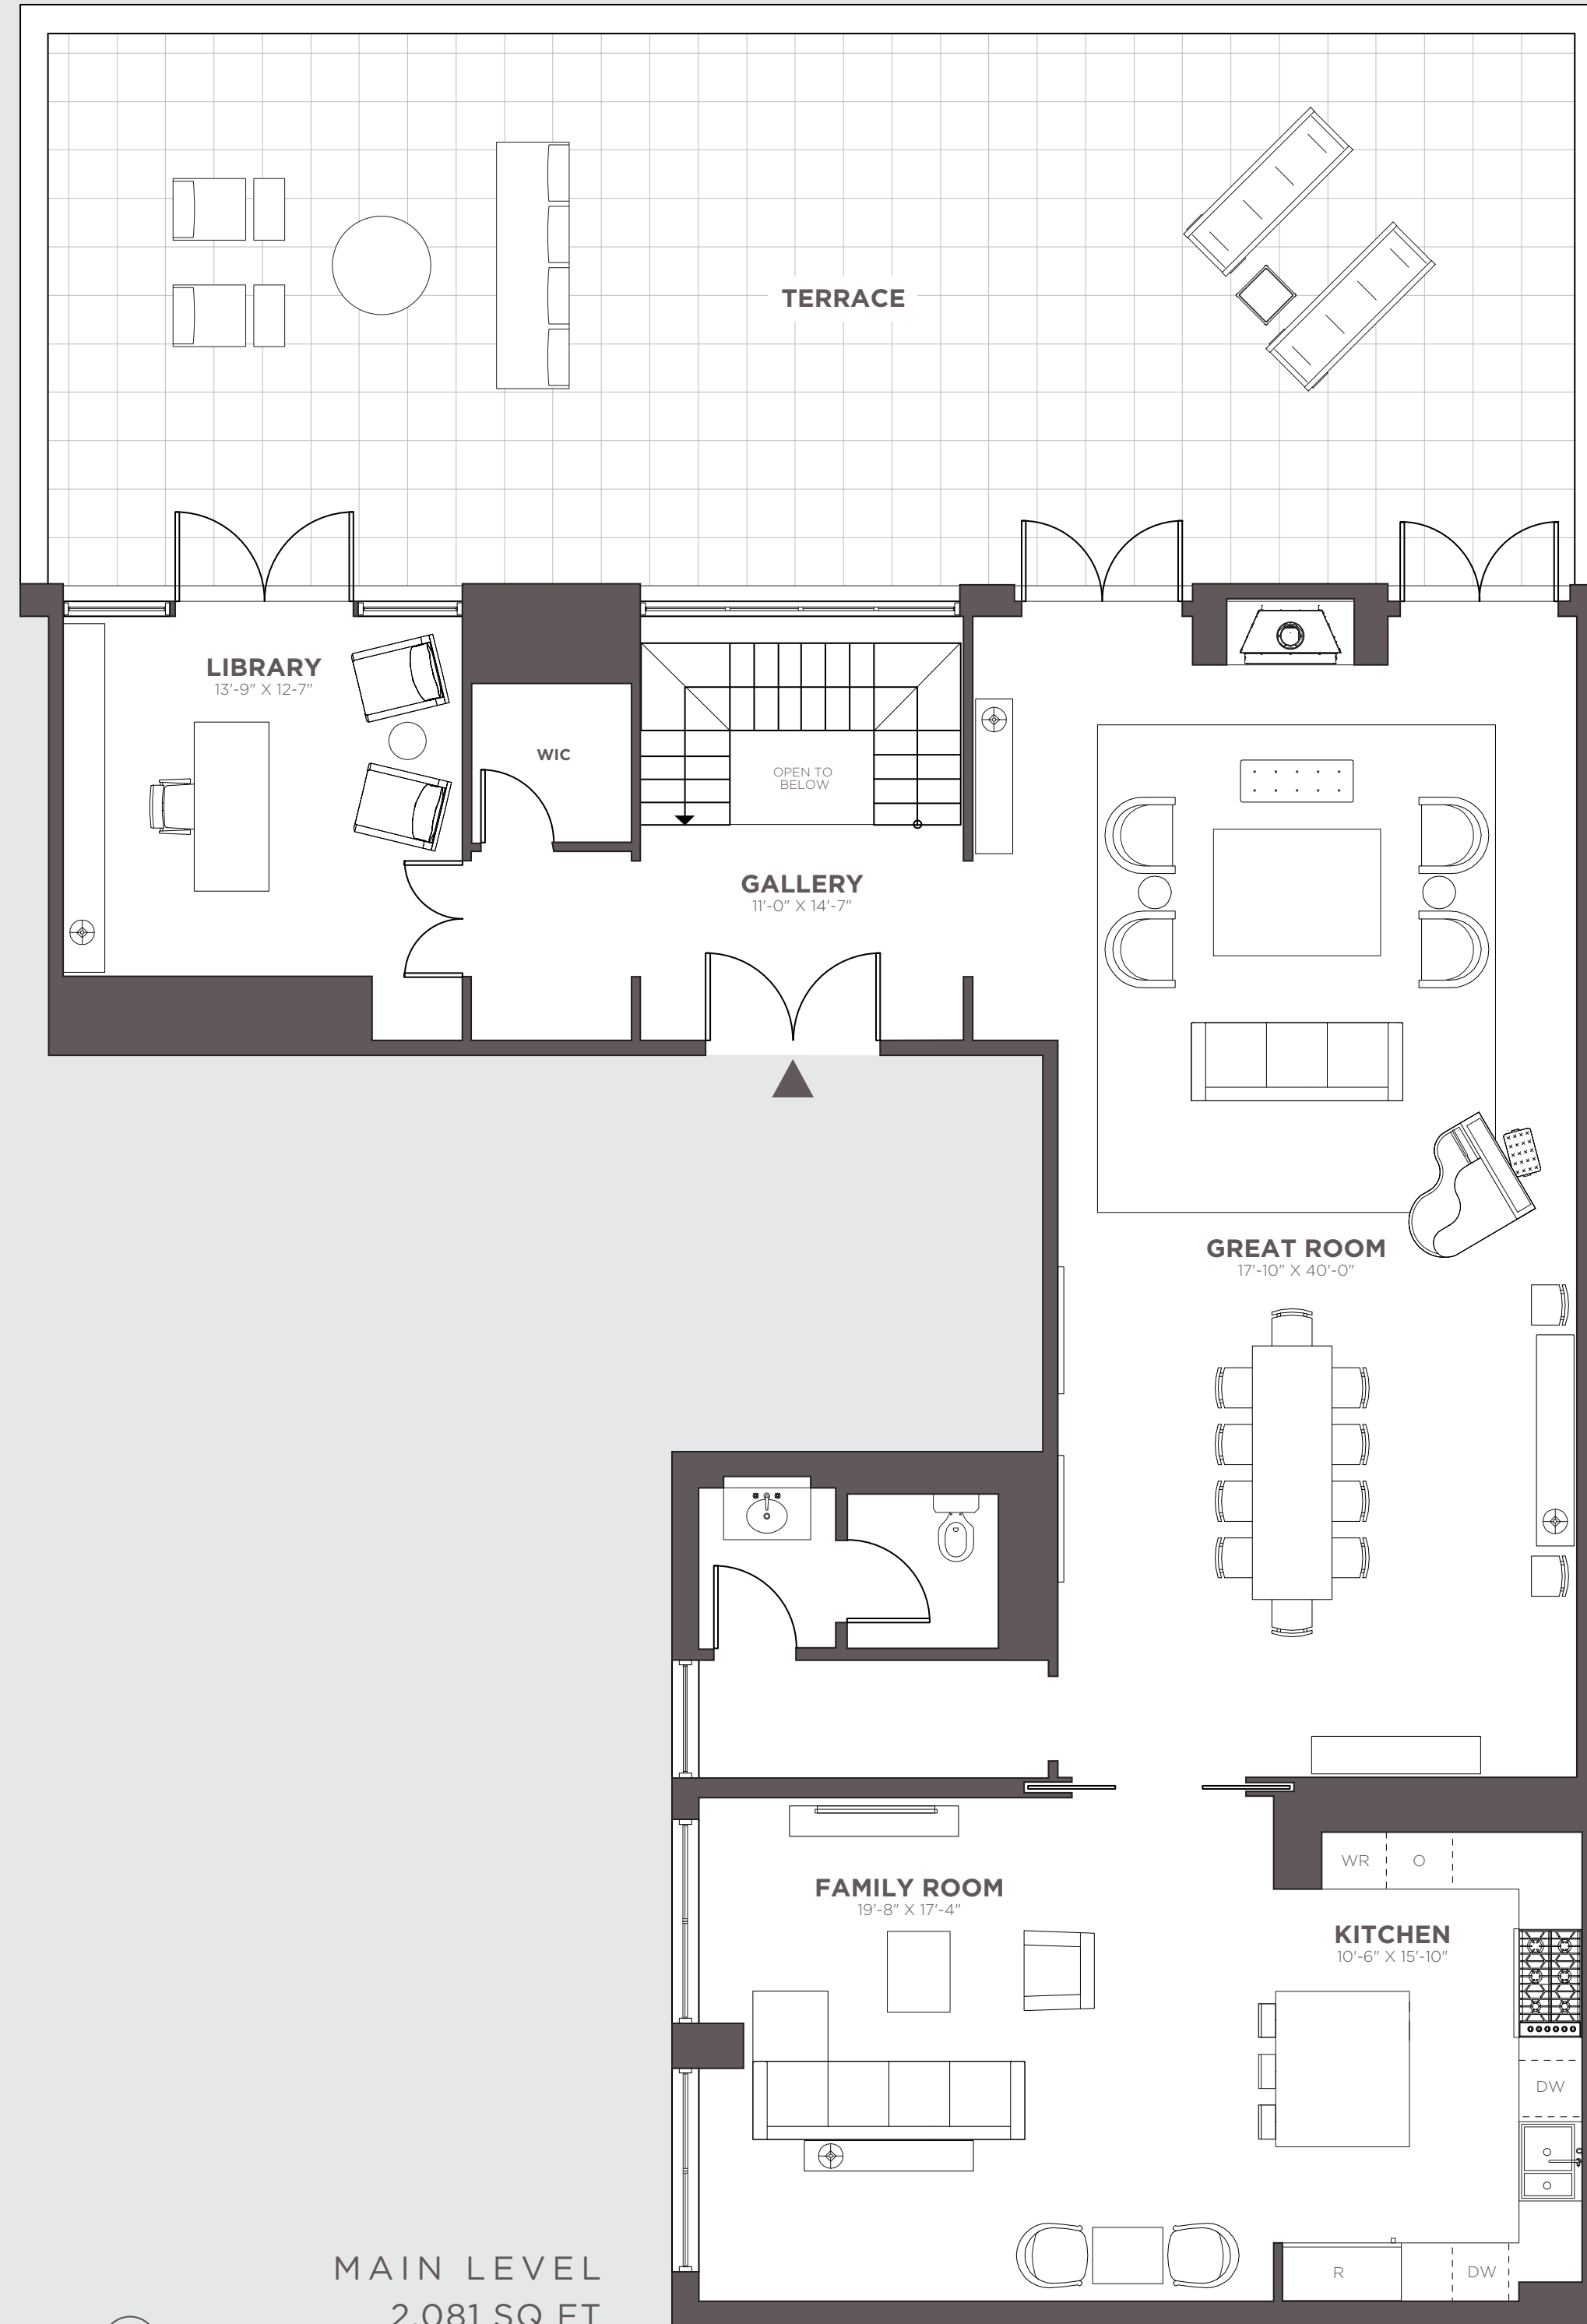 TERRACE
LIBRARY
13'-9" X 12-7"
WIC
OPEN TO
BELOW
GALLERY
11'-0" X 14'-7"
GREAT ROOM
17'-10" X 40'-0"
WR
O
FAMILY ROOM
19'-8" X 17'-4"
KITCHEN
10'-6" X 15'-10"
DW
R
DW
MAIN LEVEL
2,081 SQ FT